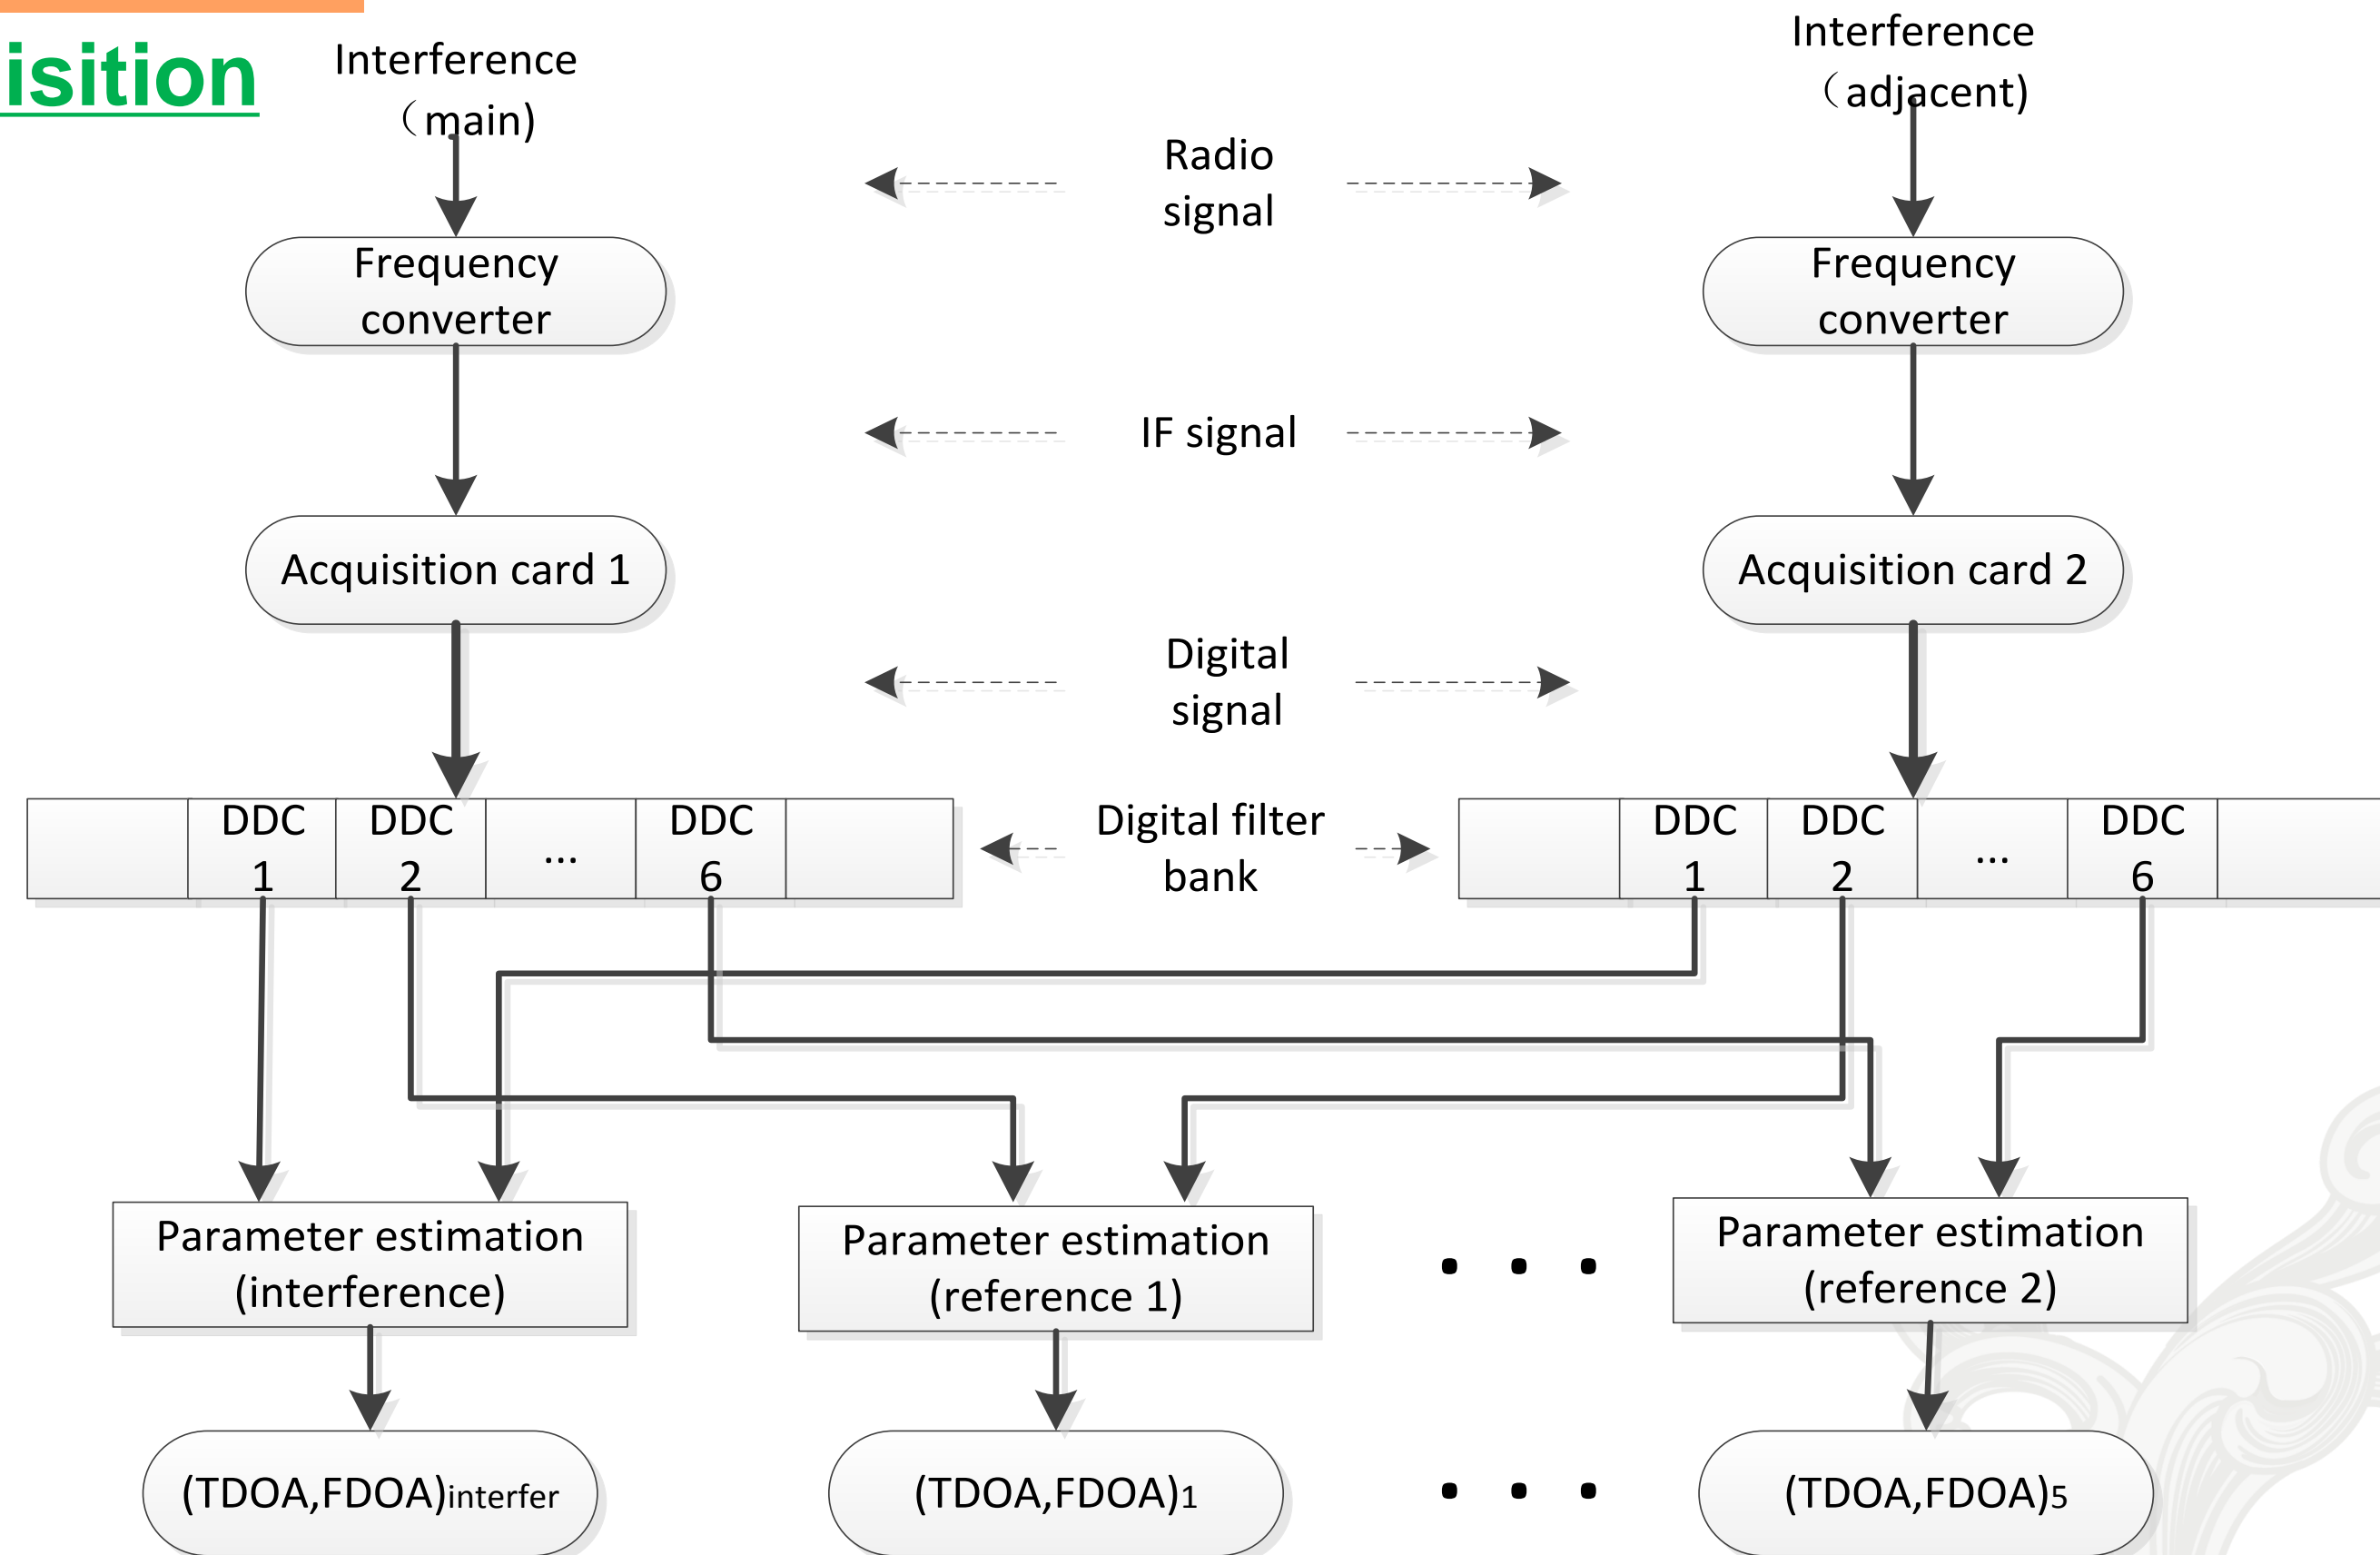 isition
Interference
（main)
Interference
（adjacent)
Radio
signal
Frequency
converter
Frequency
converter
IF signal
Acquisition card 1
Acquisition card 2
Digital
signal
DDC
1
DDC
2
...
DDC
6
Digital filter
bank
DDC
1
DDC
2
...
DDC
6
Parameter estimation
(interference)
Parameter estimation
(reference 1)
. . .
Parameter estimation
(reference 2)
(TDOA,FDOA)interfer
(TDOA,FDOA)1
. . .
(TDOA,FDOA)5